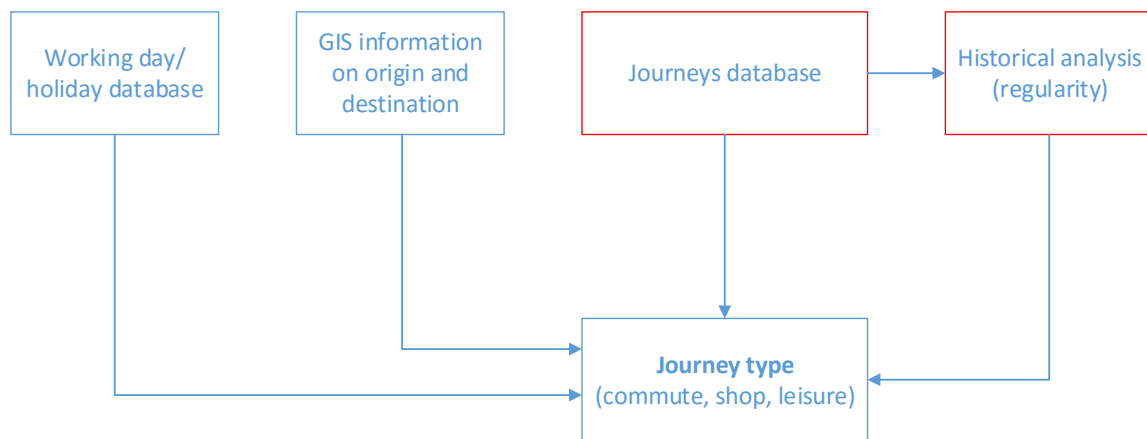 Working day/
holiday database
GIS information
on origin and
destination
Journeys database
Historical analysis
(regularity)
Journey type
(commute, shop, leisure)